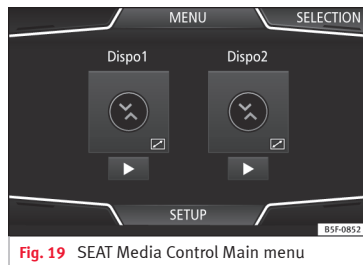 MENU SELECTION
Dispo1 Dispo2
SETUP
B5F-0852
Fig. 19 SEAT Media Control Main menu